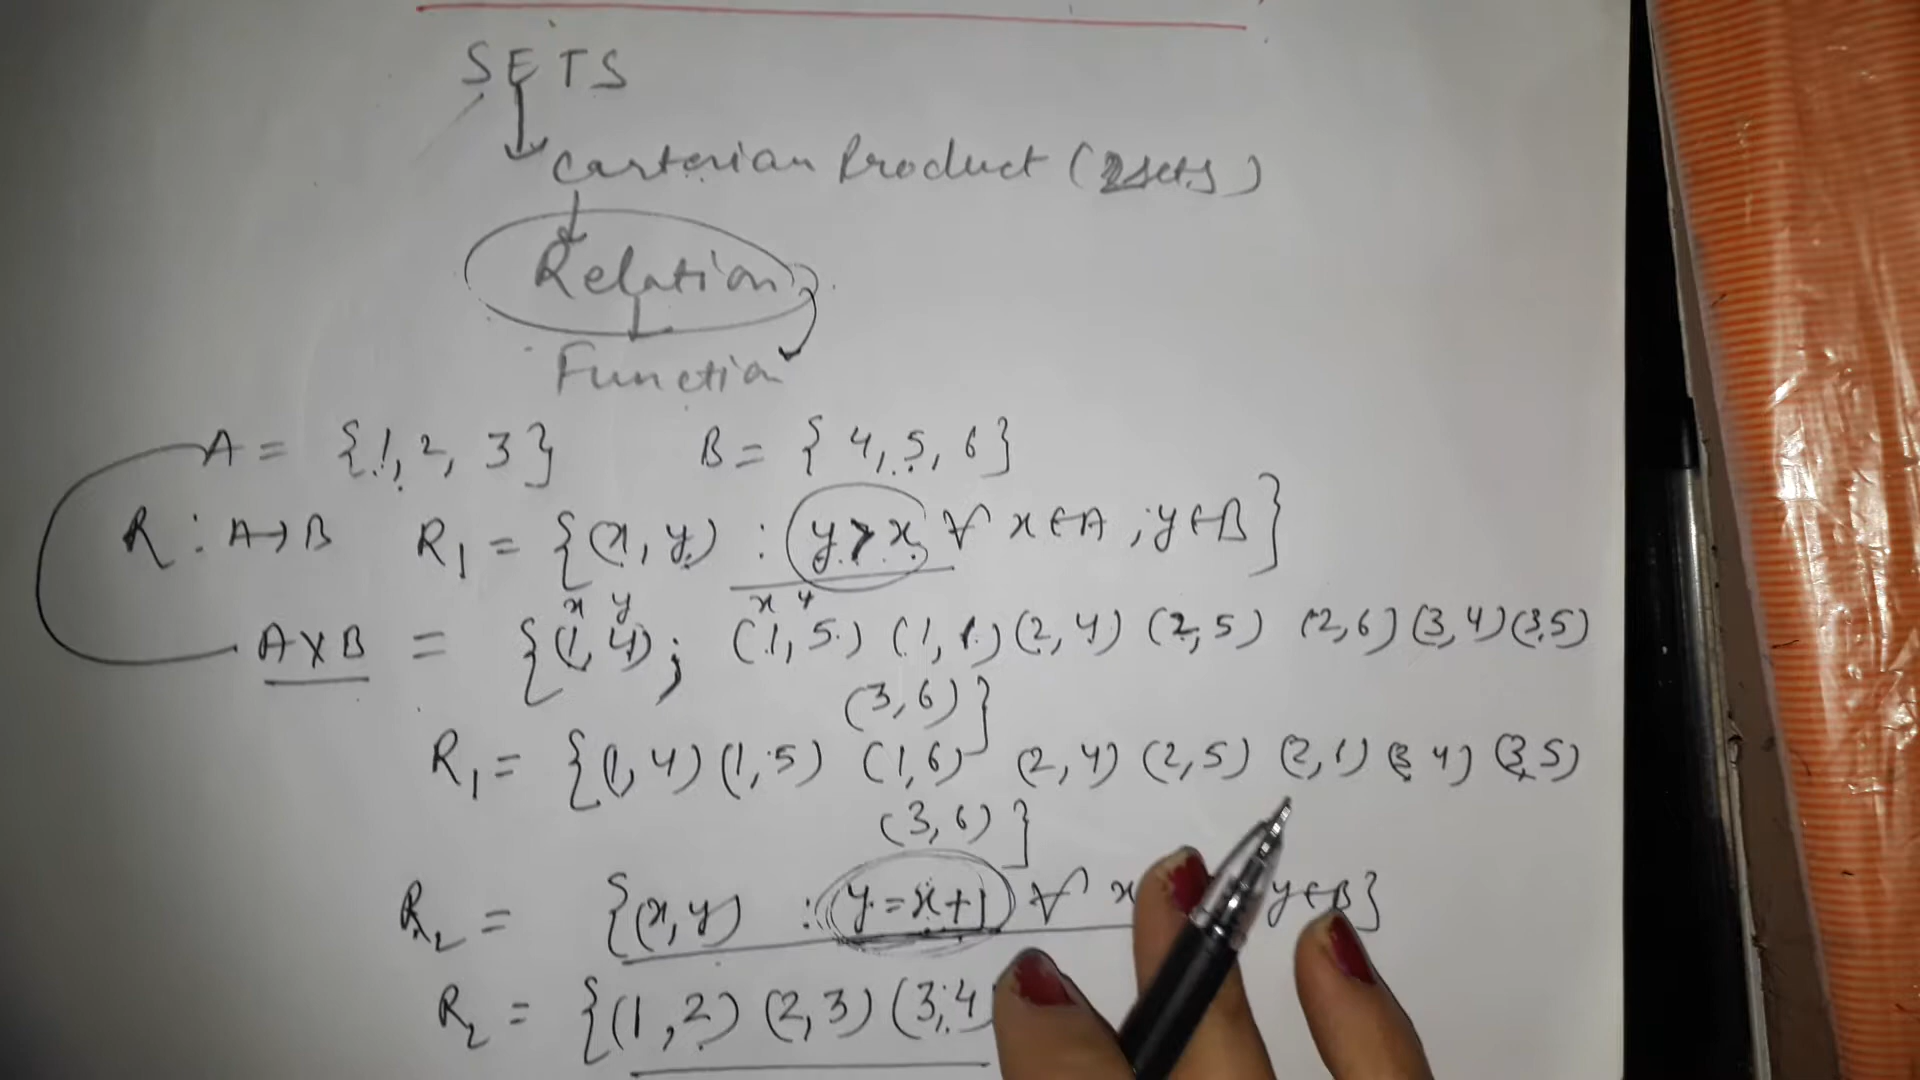 SETS
Carterian Product (2sets)
Relation
Function
A = {1, 2, 3} B = {4, 5, 6}
R : A→B R₁ = {(x, y) : y > x ∀ x∈A ; y∈B}
x y x y
A×B = {(1, 4); (1, 5) (1, 6) (2, 4) (2, 5) (2, 6) (3, 4) (3, 5)
(3, 6)}
R₁ = {(1, 4) (1, 5) (1, 6) (2, 4) (2, 5) (2, 6) (3, 4) (3, 5)
(3, 6)}
R₂ = {(x, y) : y = x+1 ∀ x y∈B}
R₂ = {(1, 2) (2, 3) (3, 4